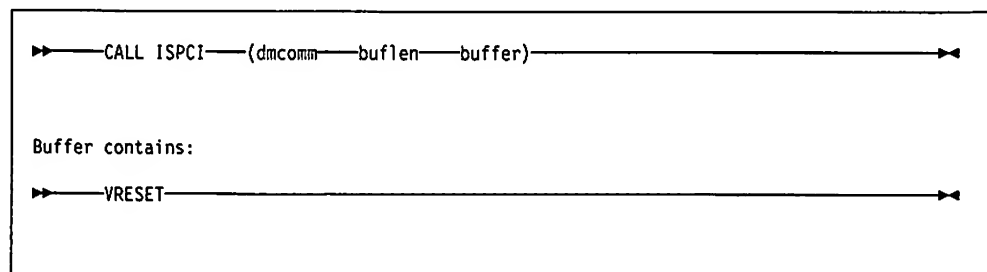 CALL ISPCI (dmcomm buflen buffer)
Buffer contains:
VRESET